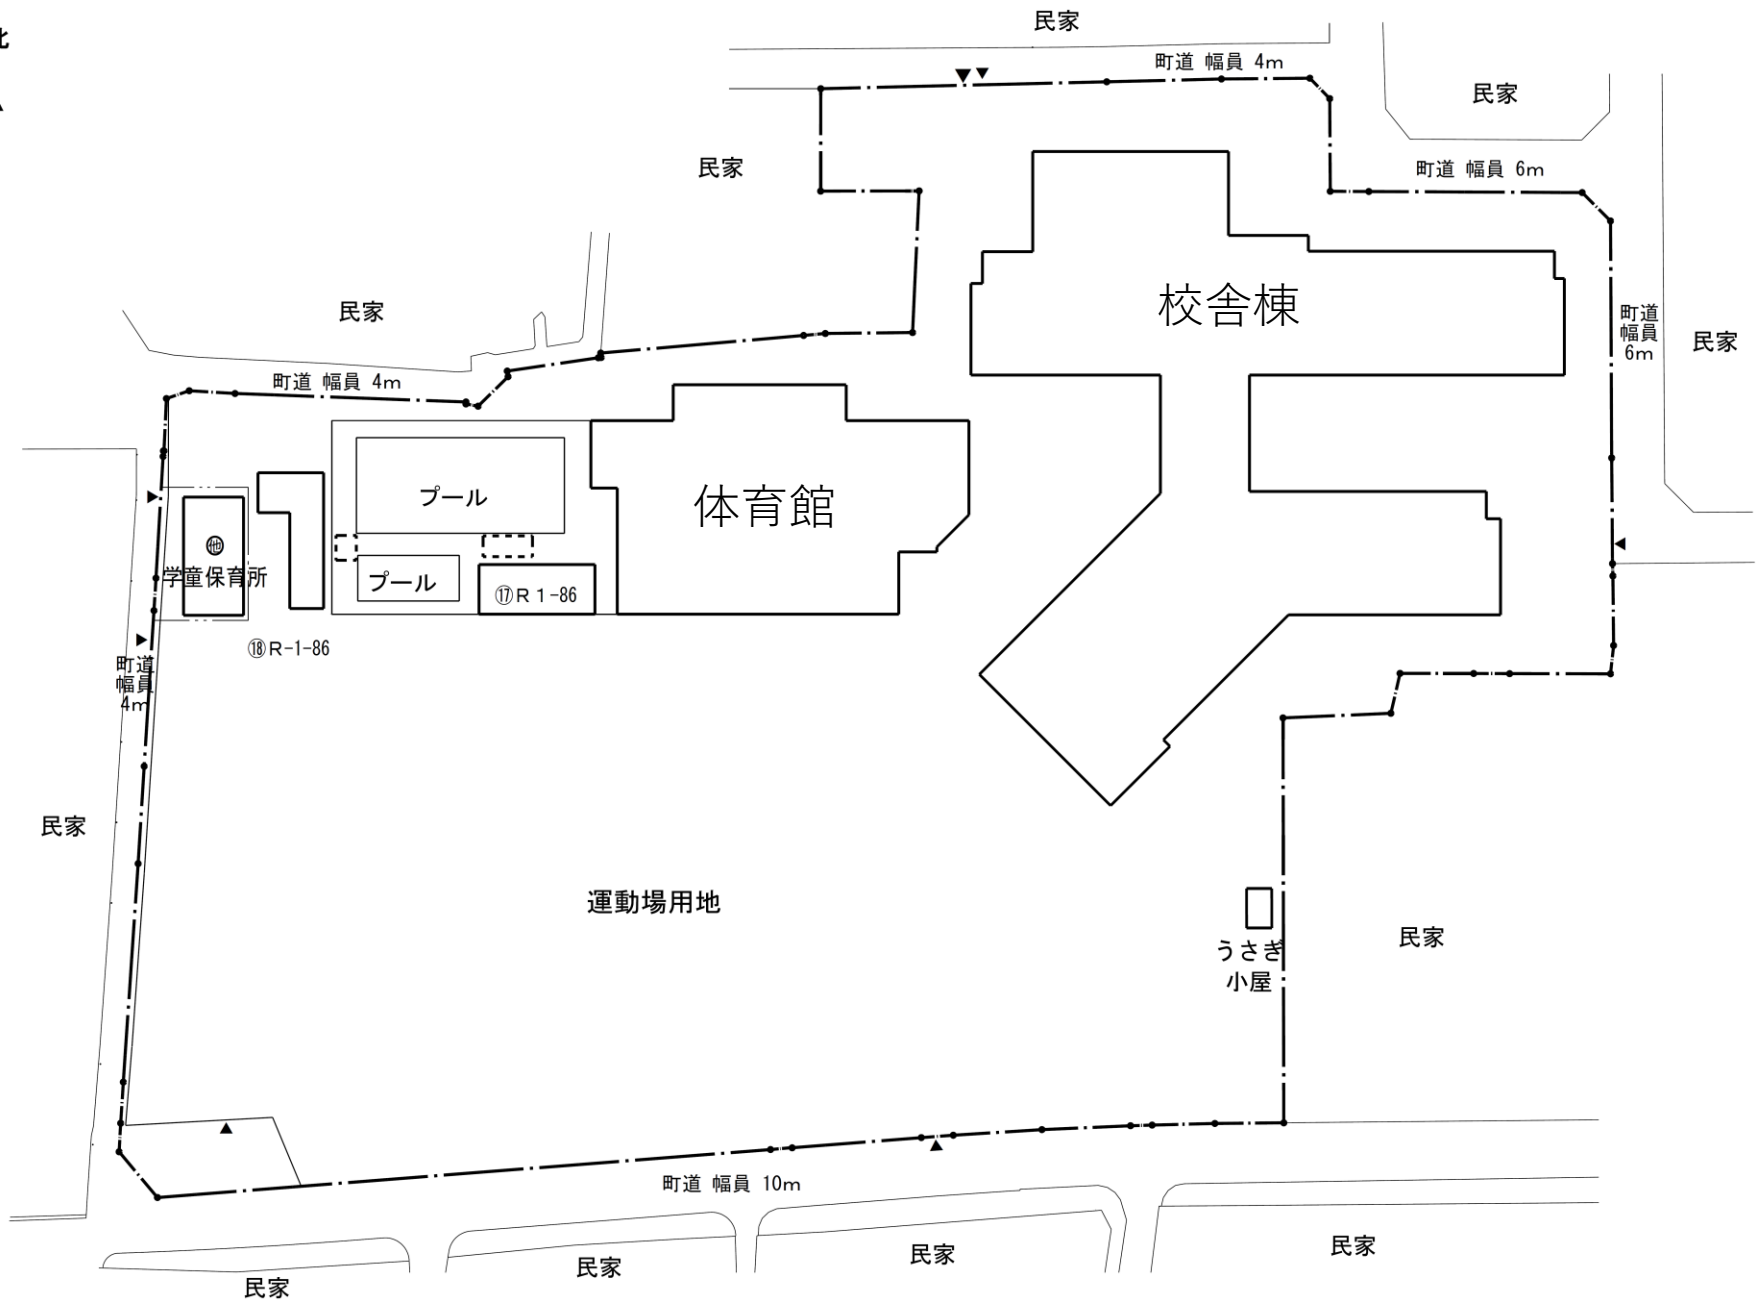 民家
北
町道 幅員 4m
民家
民家
町道 幅員 6m
民家
校舎棟
町道
幅員
6m
民家
町道 幅員 4m
プール
体育館
他
学童保育所
プール
⑰R 1-86
⑱R-1-86
町道
幅員
4m
民家
運動場用地
うさぎ
小屋
民家
町道 幅員 10m
民家
民家
民家
民家